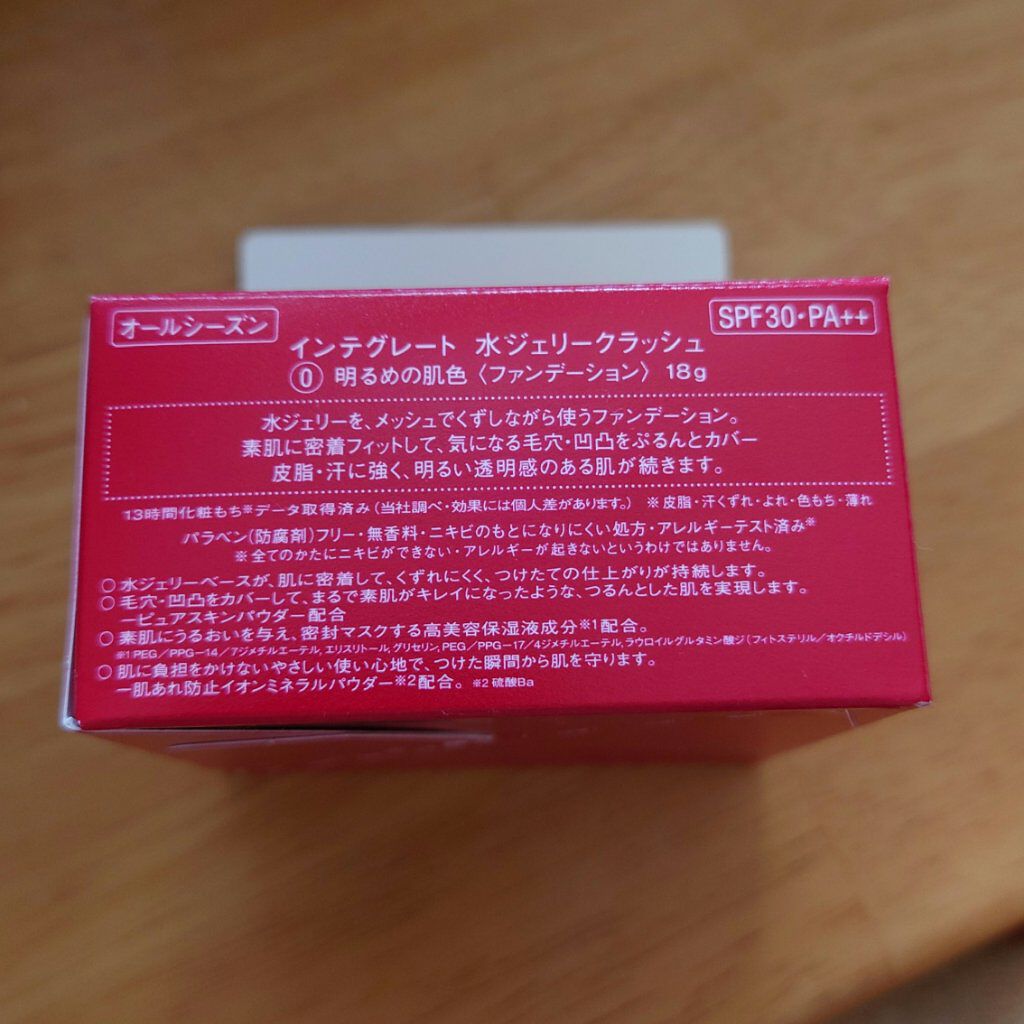 オールシーズン
SPF30・PA++
インテグレート 水ジェリークラッシュ
0 明るめの肌色〈ファンデーション〉 18g
水ジェリーを、メッシュでくずしながら使うファンデーション。
素肌に密着フィットして、気になる毛穴・凹凸をぷるんとカバー
皮脂・汗に強く、明るい透明感のある肌が続きます。
13時間化粧もち※データ取得済み(当社調べ・効果には個人差があります。) ※皮脂・汗くずれ・よれ・色もち・薄れ
パラベン(防腐剤)フリー・無香料・ニキビのもとになりにくい処方・アレルギーテスト済み※
※全てのかたにニキビができない・アレルギーが起きないというわけではありません。
○水ジェリーベースが、肌に密着して、くずれにくく、つけたての仕上がりが持続します。
○毛穴・凹凸をカバーして、まるで素肌がキレイになったような、つるんとした肌を実現します。
―ピュアスキンパウダー配合
○素肌にうるおいを与え、密封マスクする高美容保湿液成分※1配合。
※1 PEG/PPG-14/7ジメチルエーテル, エリスリトール, グリセリン, PEG/PPG-17/4ジメチルエーテル, ラウロイルグルタミン酸ジ(フィトステリル/オクチルドデシル)
○肌に負担をかけないやさしい使い心地で、つけた瞬間から肌を守ります。
―肌あれ防止イオンミネラルパウダー※2配合。 ※2 硫酸Ba